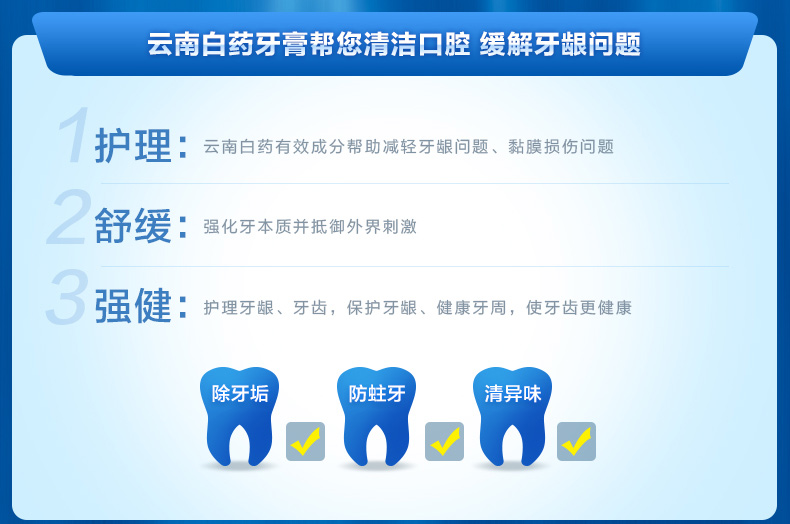 云南白药牙膏帮您清洁口腔 缓解牙龈问题
1 护理：云南白药有效成分帮助减轻牙龈问题、黏膜损伤问题
2 舒缓：强化牙本质并抵御外界刺激
3 强健：护理牙龈、牙齿，保护牙龈、健康牙周，使牙齿更健康
除牙垢 防蛀牙 清异味